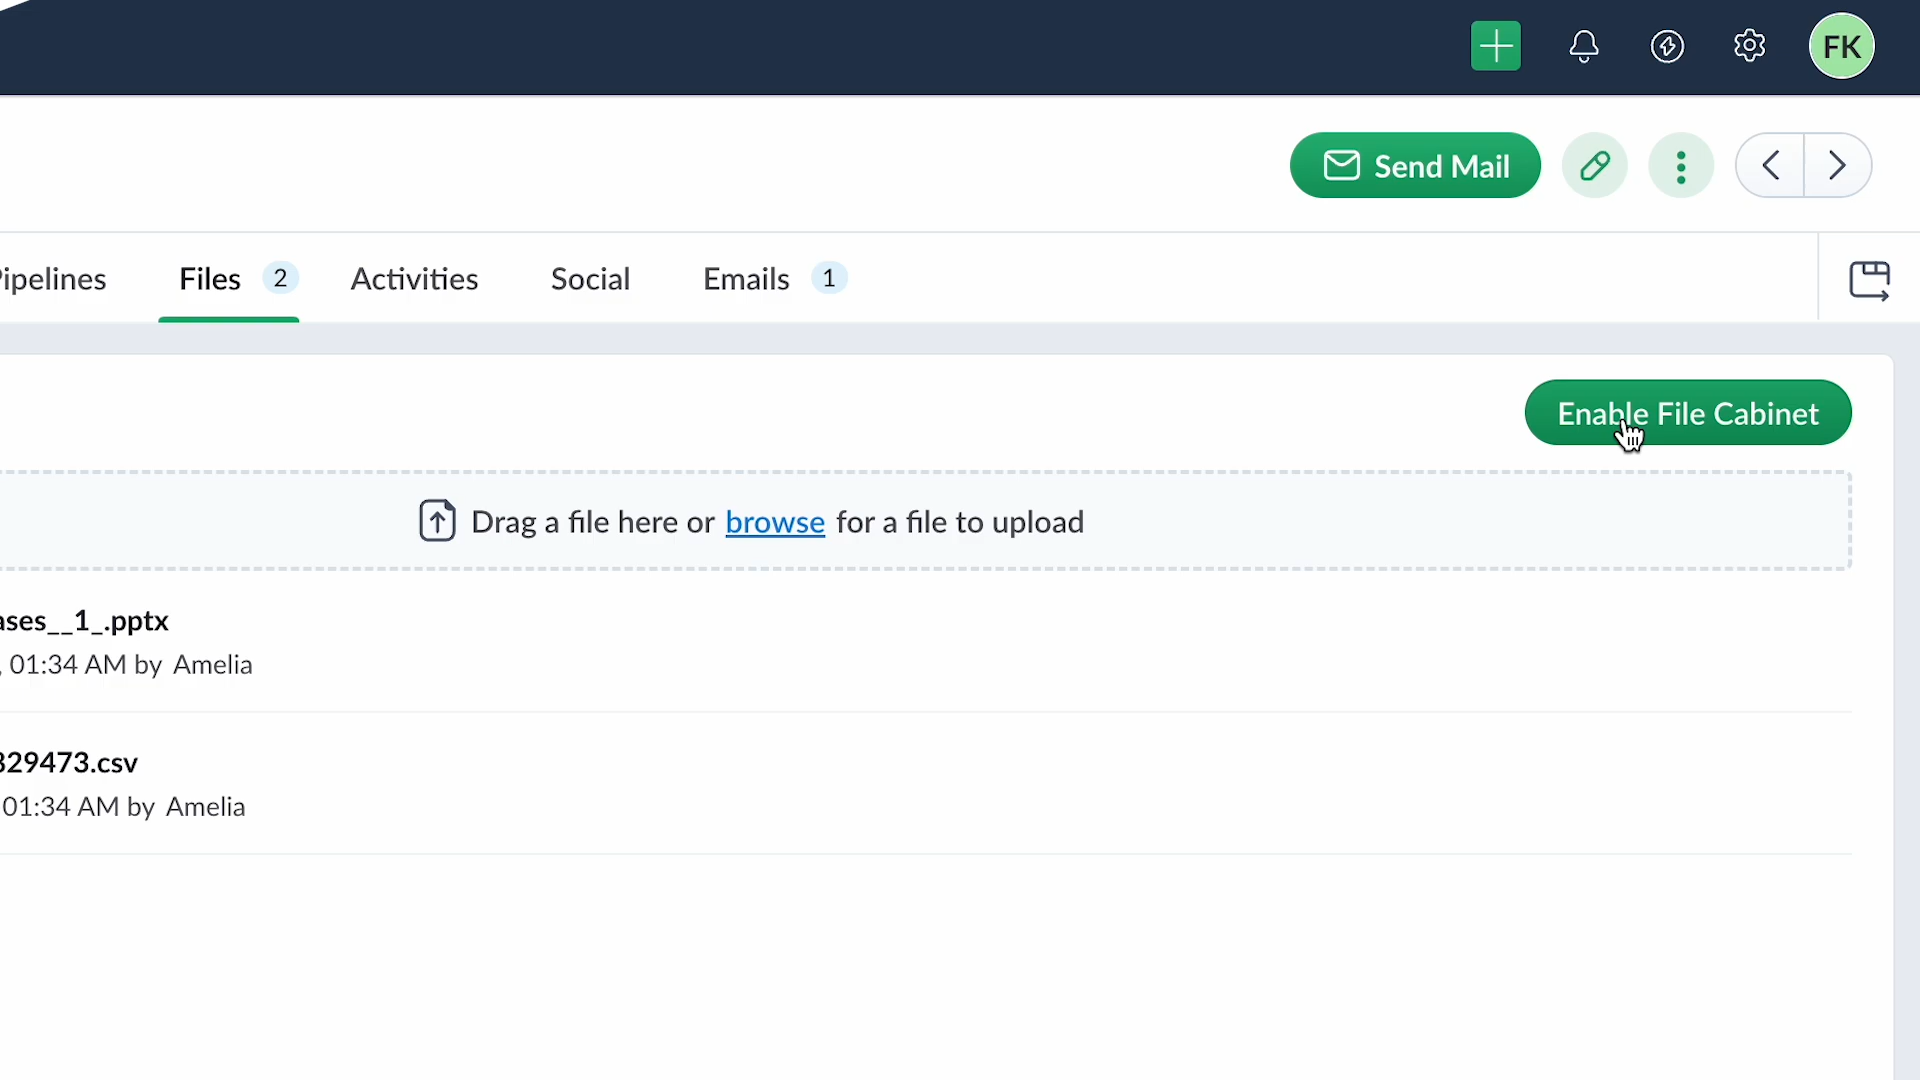 FK
Send Mail
ipelines Files 2 Activities Social Emails 1
Enable File Cabinet
Drag a file here or browse for a file to upload
ases__1_.pptx
, 01:34 AM by Amelia
329473.csv
01:34 AM by Amelia